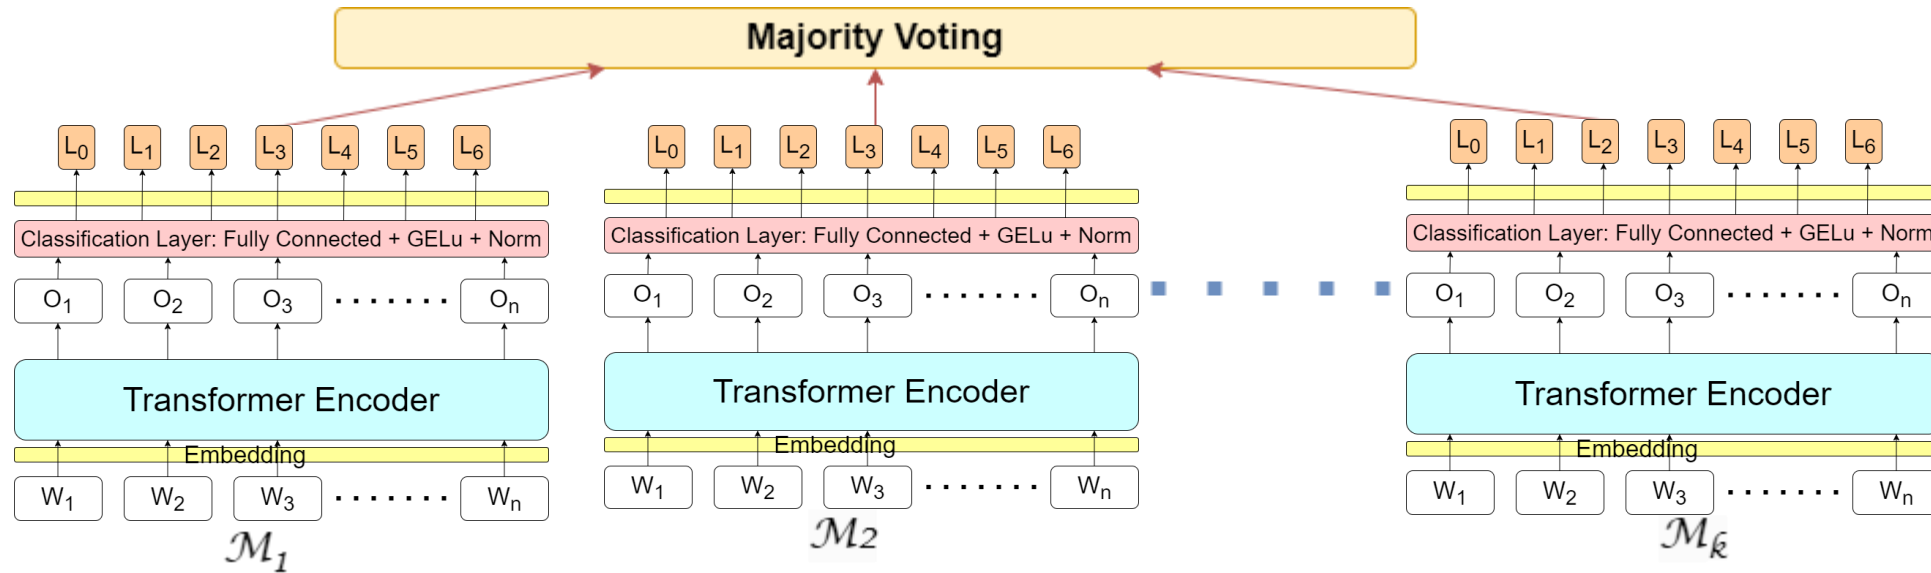 Majority Voting
L0 L1 L2 L3 L4 L5 L6
L0 L1 L2 L3 L4 L5 L6
L0 L1 L2 L3 L4 L5 L6
Classification Layer: Fully Connected + GELu + Norm
Classification Layer: Fully Connected + GELu + Norm
Classification Layer: Fully Connected + GELu + Norm
O1 O2 O3 ....... On
O1 O2 O3 ....... On
O1 O2 O3 ....... On
Transformer Encoder
Transformer Encoder
Transformer Encoder
Embedding
Embedding
Embedding
W1 W2 W3 ....... Wn
W1 W2 W3 ....... Wn
W1 W2 W3 ....... Wn
M1
M2
Mk